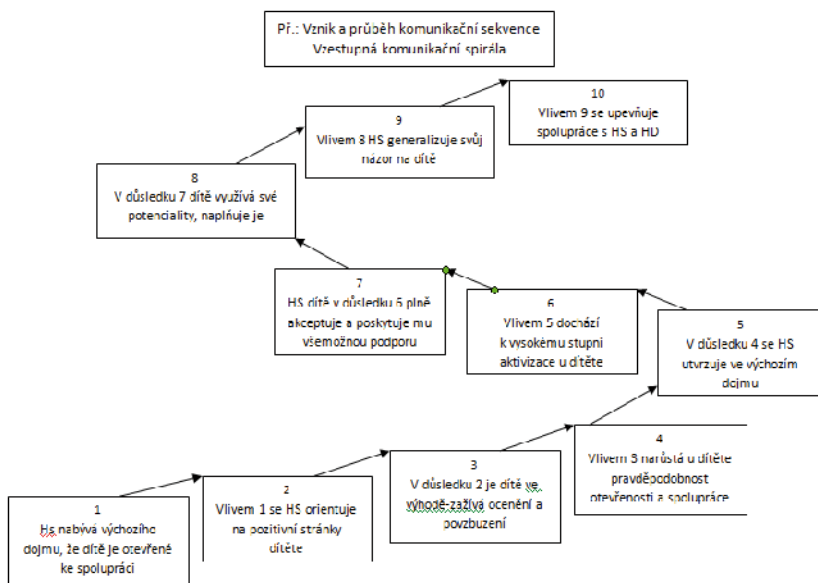 Př.: Vznik a průběh komunikační sekvence
Vzestupná komunikační spirála
10
Vlivem 9 se upevňuje
spolupráce s HS a HD
9
Vlivem 8 HS generalizuje svůj
názor na dítě
8
V důsledku 7 dítě využívá své
potenciality, naplňuje je
7
HS dítě v důsledku 6 plně
akceptuje a poskytuje mu
všemožnou podporu
6
Vlivem 5 dochází
k vysokému stupni
aktivizace u dítěte
5
V důsledku 4 se HS
utvrzuje ve výchozím
dojmu
4
Vlivem 3 narůstá u dítěte
pravděpodobnost
otevřenosti a spolupráce
3
V důsledku 2 je dítě ve
výhodě-zažívá ocenění a
povzbuzení
2
Vlivem 1 se HS orientuje
na pozitivní stránky
dítěte
1
Hs nabývá výchozího
dojmu, že dítě je otevřené
ke spolupráci